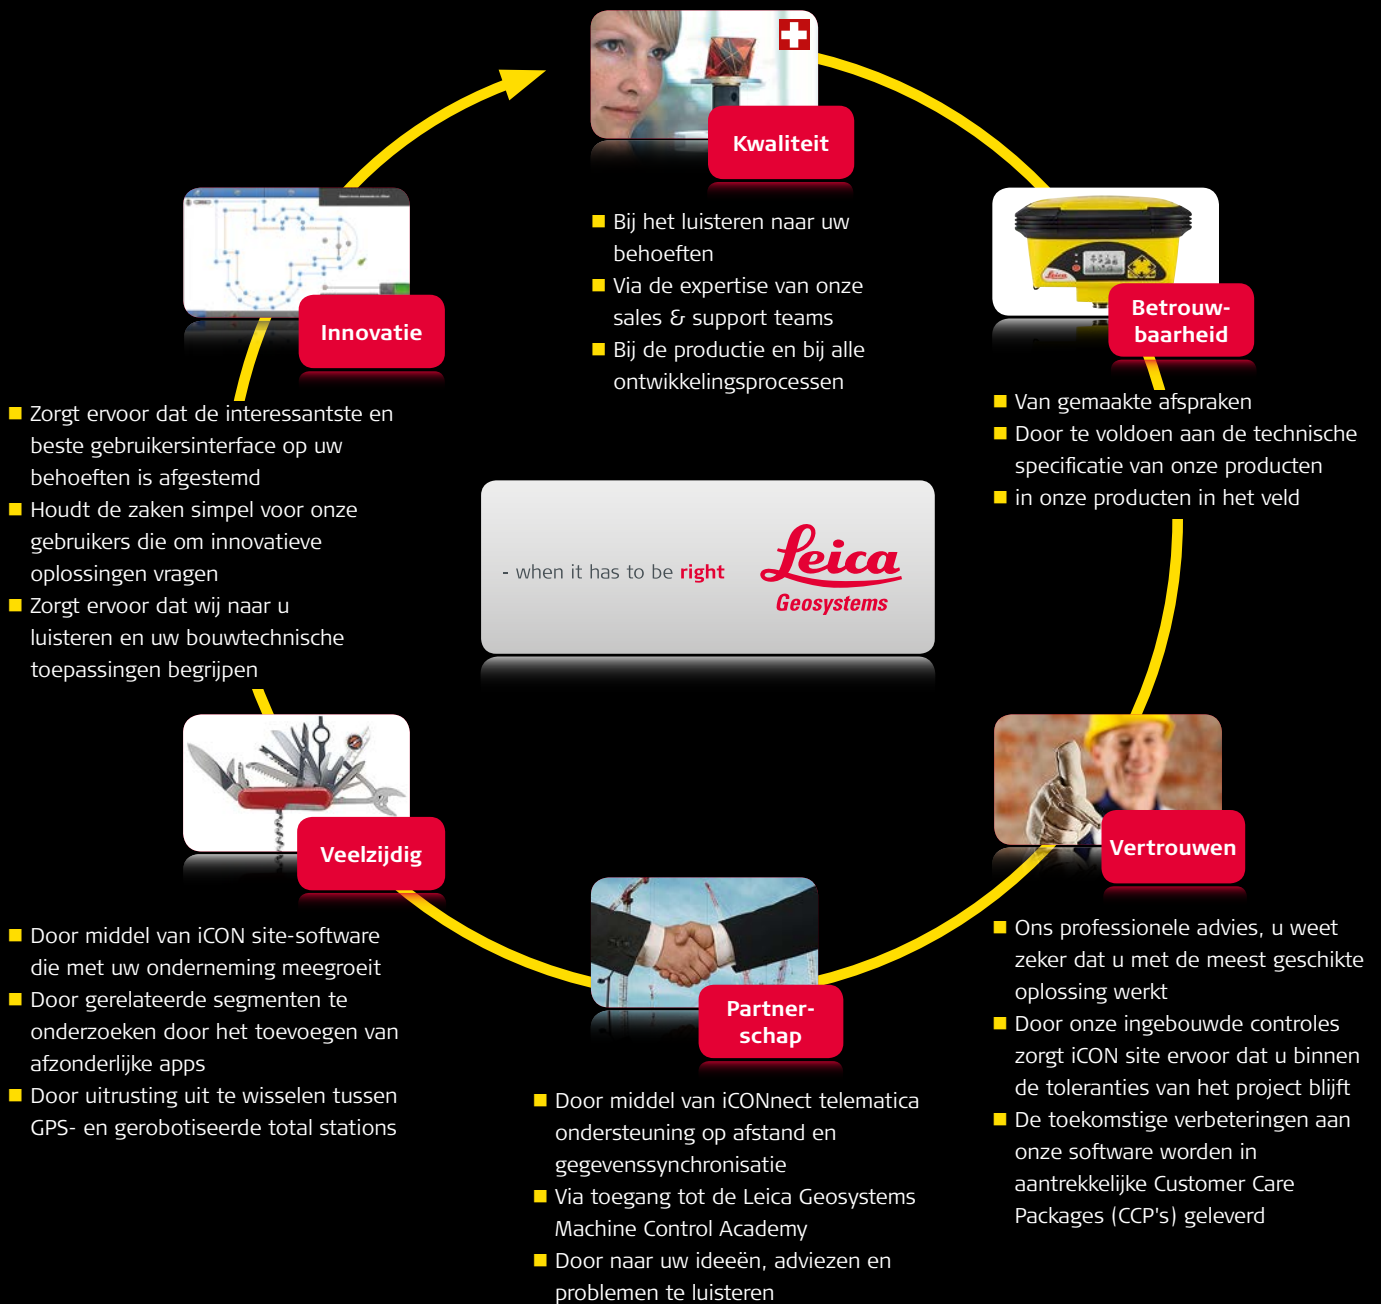 Kwaliteit
■ Bij het luisteren naar uw
behoeften
■ Via de expertise van onze
sales & support teams
■ Bij de productie en bij alle
ontwikkelingsprocessen
Leica
Betrouw-
baarheid
■ Van gemaakte afspraken
■ Door te voldoen aan de technische
specificatie van onze producten
■ in onze producten in het veld
Vertrouwen
■ Ons professionele advies, u weet
zeker dat u met de meest geschikte
oplossing werkt
■ Door onze ingebouwde controles
zorgt iCON site ervoor dat u binnen
de toleranties van het project blijft
■ De toekomstige verbeteringen aan
onze software worden in
aantrekkelijke Customer Care
Packages (CCP's) geleverd
Partner-
schap
■ Door middel van iCONnect telematica
ondersteuning op afstand en
gegevenssynchronisatie
■ Via toegang tot de Leica Geosystems
Machine Control Academy
■ Door naar uw ideeën, adviezen en
problemen te luisteren
Veelzijdig
■ Door middel van iCON site-software
die met uw onderneming meegroeit
■ Door gerelateerde segmenten te
onderzoeken door het toevoegen van
afzonderlijke apps
■ Door uitrusting uit te wisselen tussen
GPS- en gerobotiseerde total stations
Innovatie
■ Zorgt ervoor dat de interessantste en
beste gebruikersinterface op uw
behoeften is afgestemd
■ Houdt de zaken simpel voor onze
gebruikers die om innovatieve
oplossingen vragen
■ Zorgt ervoor dat wij naar u
luisteren en uw bouwtechnische
toepassingen begrijpen
- when it has to be right
Leica
Geosystems